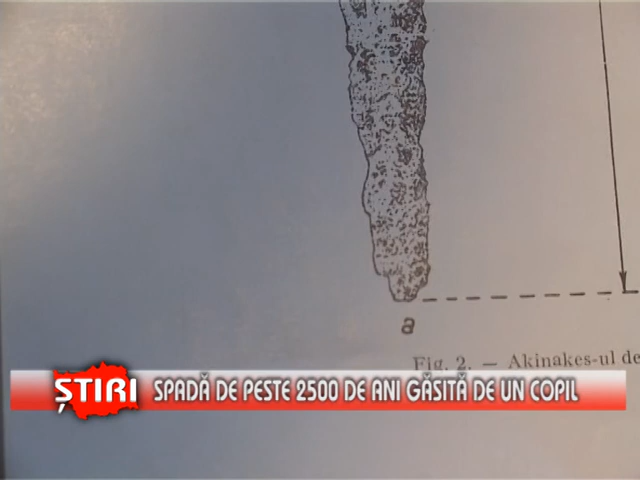 a
Fig. 2. — Akinakes-ul de
ȘTIRI SPADĂ DE PESTE 2500 DE ANI GĂSITĂ DE UN COPIL